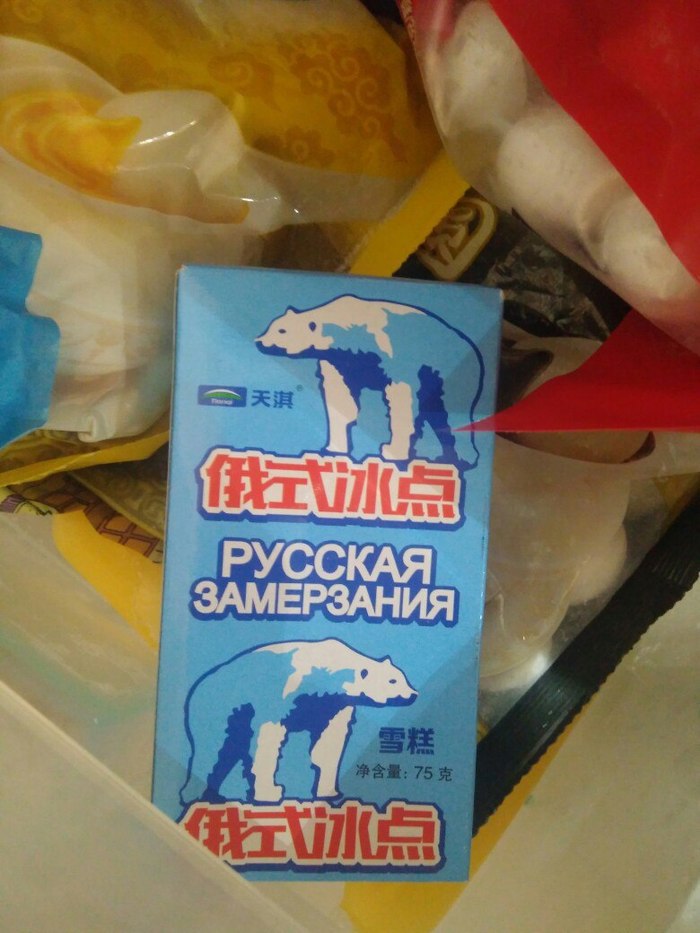 Tianqi
天淇®
俄式冰点
РУССКАЯ
ЗАМЕРЗАНИЯ
雪糕
净含量：75 克
俄式冰点